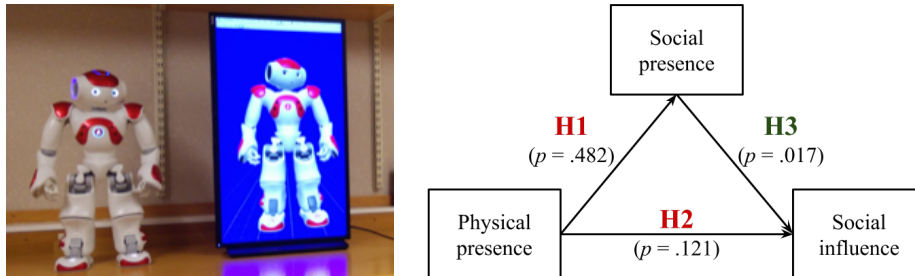 Social
presence
H1
(p = .482)
H3
(p = .017)
Physical
presence
H2
(p = .121)
Social
influence